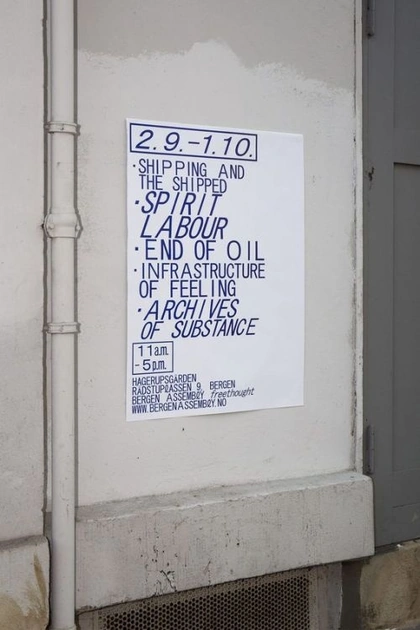 2.9.–1.10.
·SHIPPING AND
THE SHIPPED
·SPIRIT
LABOUR
·END OF OIL
·INFRASTRUCTURE
OF FEELING
·ARCHIVES
OF SUBSTANCE
11a.m.
–5p.m.
HAGERUPSGARDEN
RADSTUPLASSEN 9, BERGEN
BERGEN ASSEMBLY freethought
WWW.BERGENASSEMBLY.NO